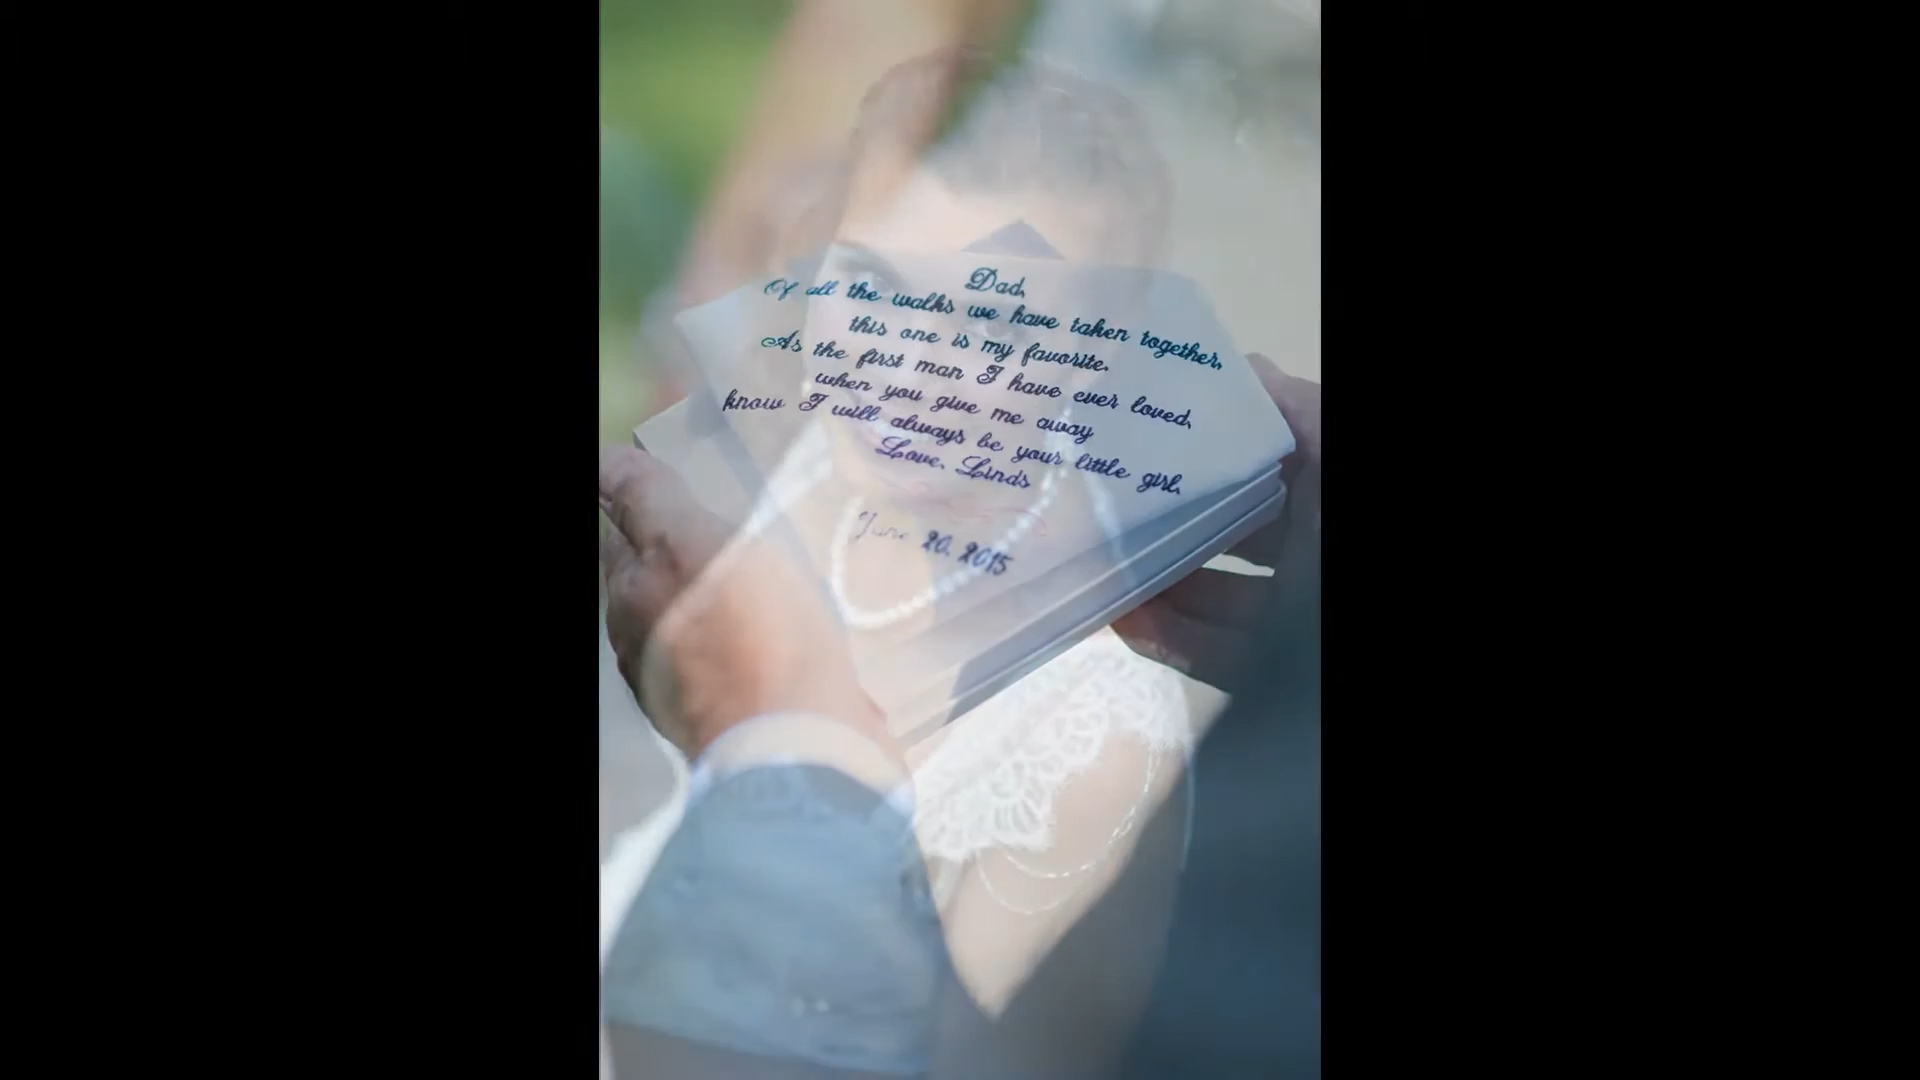 Dad,
Of all the walks we have taken together,
this one is my favorite.
As the first man I have ever loved,
when you give me away
know I will always be your little girl.
Love, Linds
June 20, 2015